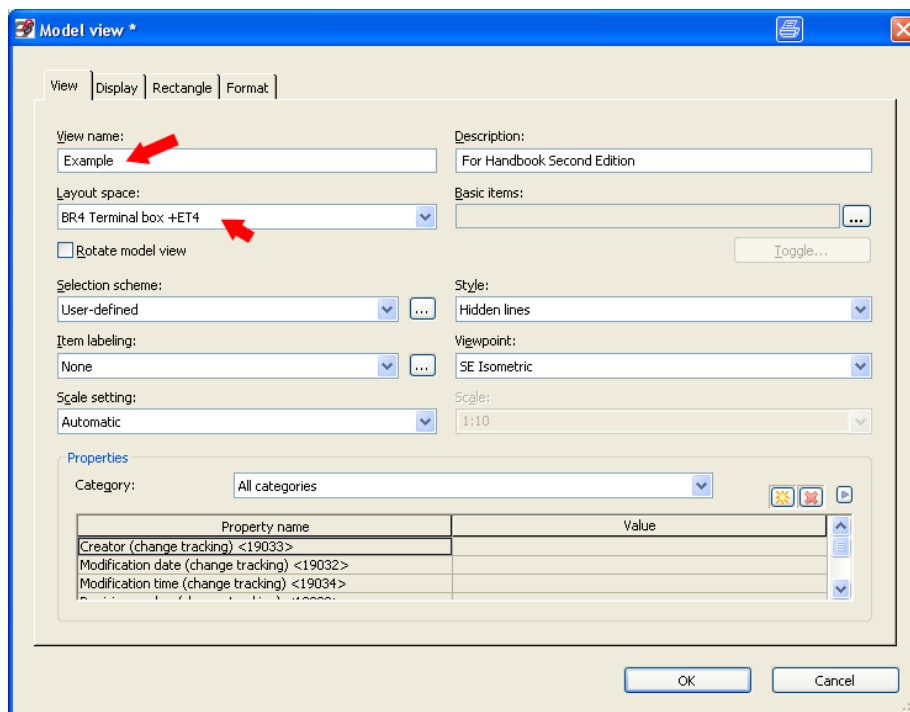 Model view *
View Display Rectangle Format
View name: Description:
Example For Handbook Second Edition
Layout space: Basic items:
BR4 Terminal box +ET4 ...
Rotate model view Toggle...
Selection scheme: Style:
User-defined ... Hidden lines
Item labeling: Viewpoint:
None ... SE Isometric
Scale setting: Scale:
Automatic 1:10
Properties
Category: All categories
Property name Value
Creator (change tracking) <19033>
Modification date (change tracking) <19032>
Modification time (change tracking) <19034>
OK Cancel